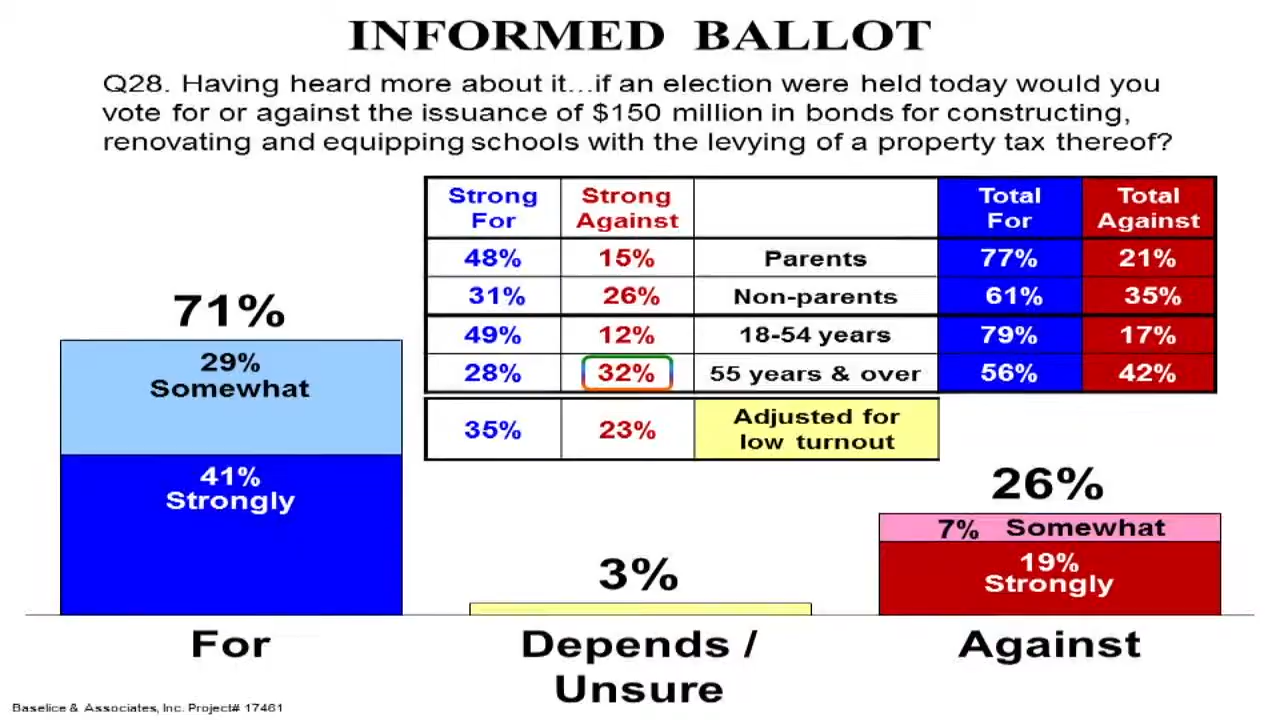 INFORMED BALLOT
Q28. Having heard more about it...if an election were held today would you
vote for or against the issuance of $150 million in bonds for constructing,
renovating and equipping schools with the levying of a property tax thereof?
Strong For Strong Against Total For Total Against
48% 15% Parents 77% 21%
31% 26% Non-parents 61% 35%
49% 12% 18-54 years 79% 17%
28% 32% 55 years & over 56% 42%
35% 23% Adjusted for low turnout
71%
29%
Somewhat
41%
Strongly
For
3%
Depends /
Unsure
26%
7% Somewhat
19%
Strongly
Against
Baselice & Associates, Inc. Project# 17461